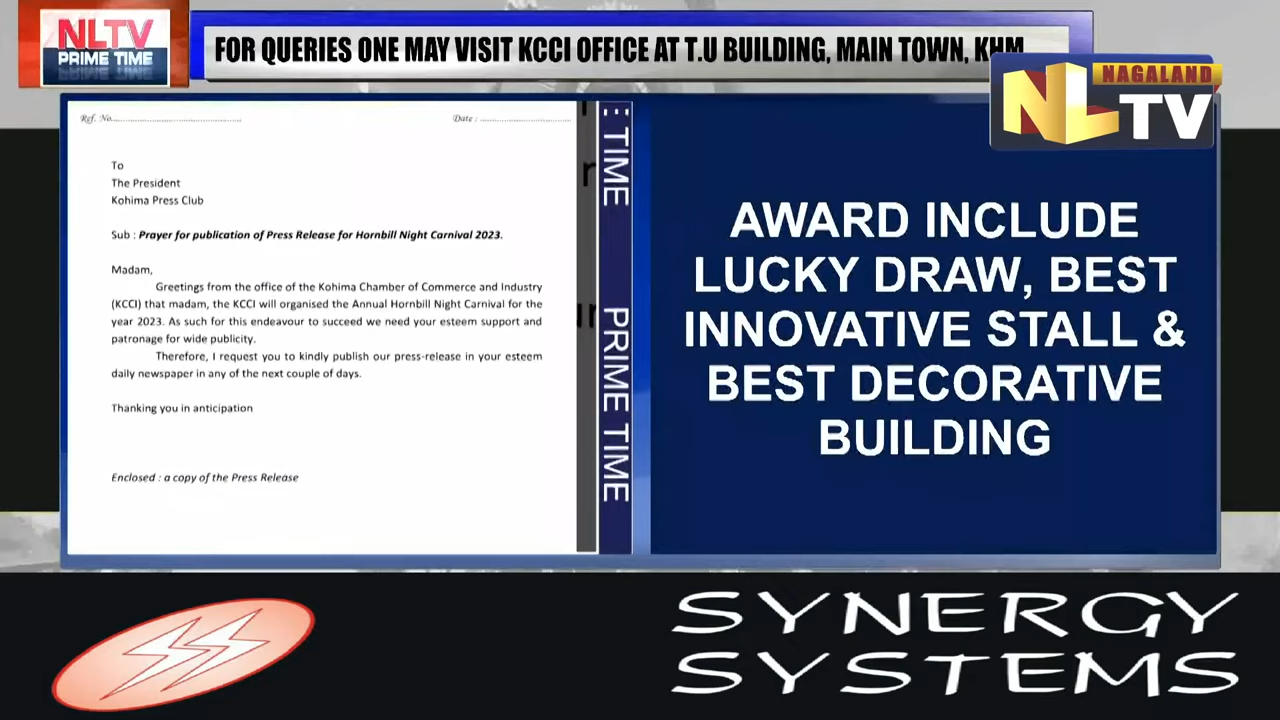 NLTV
PRIME TIME
FOR QUERIES ONE MAY VISIT KCCI OFFICE AT T.U BUILDING, MAIN TOWN, KHM
NAGALAND
NL TV
Ref. No.
Date :
To
The President
Kohima Press Club
Sub : Prayer for publication of Press Release for Hornbill Night Carnival 2023.
Madam,
Greetings from the office of the Kohima Chamber of Commerce and Industry
(KCCI) that madam, the KCCI will organised the Annual Hornbill Night Carnival for the
year 2023. As such for this endeavour to succeed we need your esteem support and
patronage for wide publicity.
Therefore, I request you to kindly publish our press-release in your esteem
daily newspaper in any of the next couple of days.
Thanking you in anticipation
Enclosed : a copy of the Press Release
TIME
PRIME TIME
AWARD INCLUDE
LUCKY DRAW, BEST
INNOVATIVE STALL &
BEST DECORATIVE
BUILDING
SYNERGY
SYSTEMS